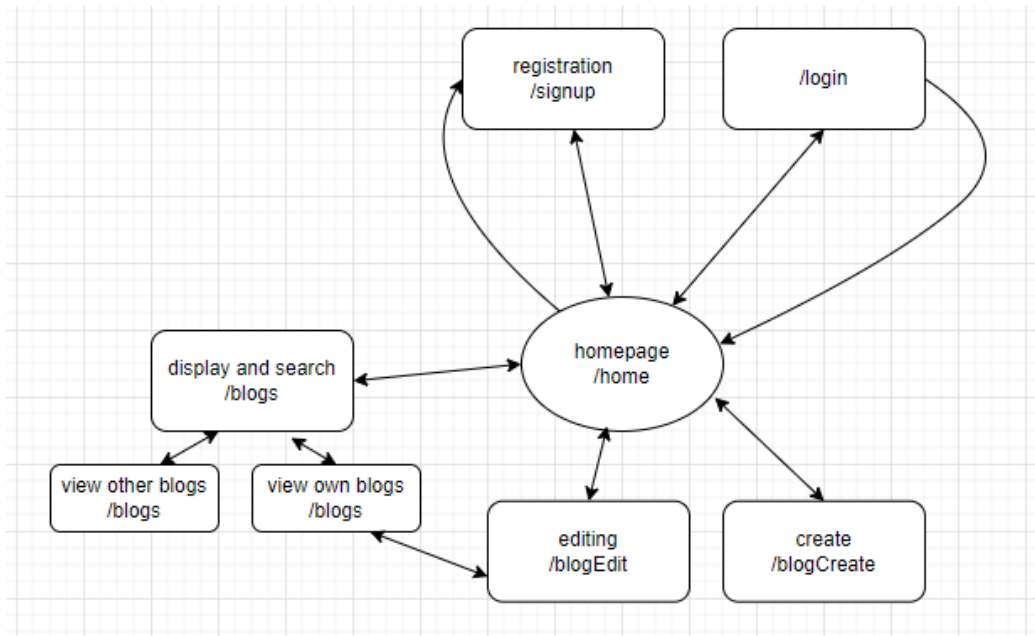 registration
/signup
/login
homepage
/home
display and search
/blogs
view other blogs
/blogs
view own blogs
/blogs
editing
/blogEdit
create
/blogCreate